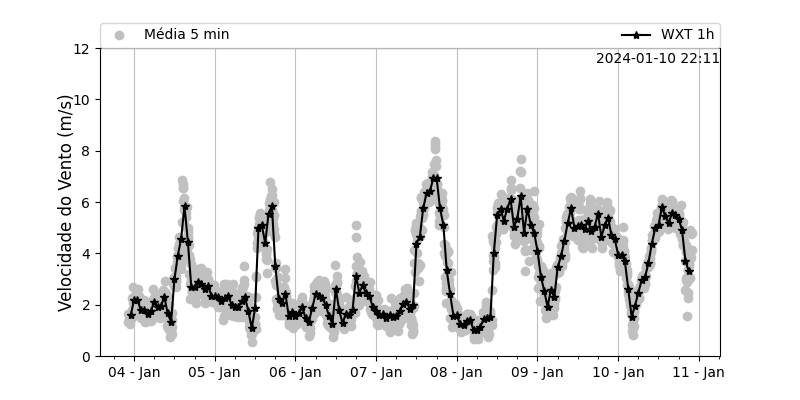 Média 5 min
WXT 1h
2024-01-10 22:11
Velocidade do Vento (m/s)
12
10
8
6
4
2
0
04 - Jan
05 - Jan
06 - Jan
07 - Jan
08 - Jan
09 - Jan
10 - Jan
11 - Jan